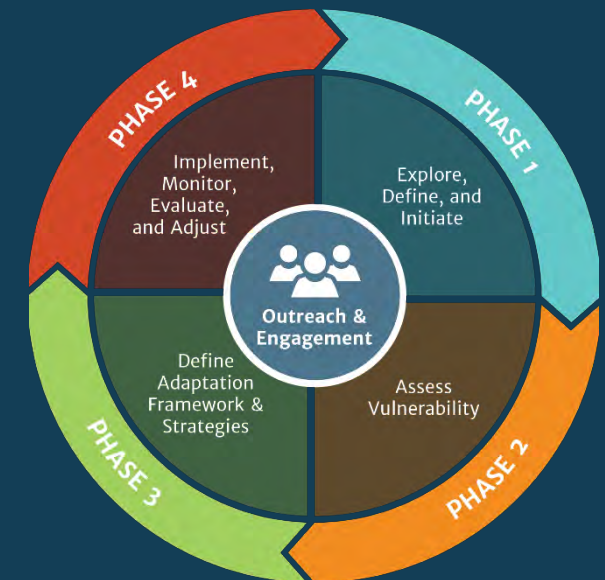 PHASE 1
Explore,
Define, and
Initiate
PHASE 2
Assess
Vulnerability
PHASE 3
Define
Adaptation
Framework &
Strategies
PHASE 4
Implement,
Monitor,
Evaluate,
and Adjust
Outreach &
Engagement